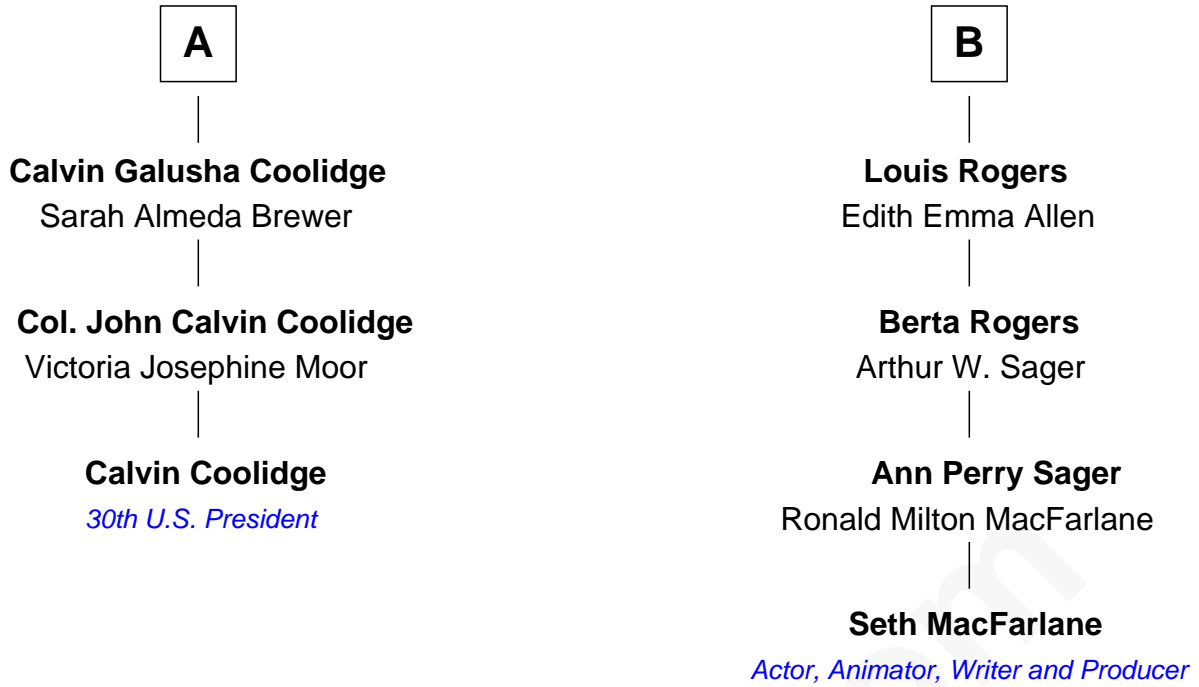 A
B
Calvin Galusha Coolidge
Sarah Almeda Brewer
Louis Rogers
Edith Emma Allen
Col. John Calvin Coolidge
Victoria Josephine Moor
Berta Rogers
Arthur W. Sager
Calvin Coolidge
30th U.S. President
Ann Perry Sager
Ronald Milton MacFarlane
Seth MacFarlane
Actor, Animator, Writer and Producer